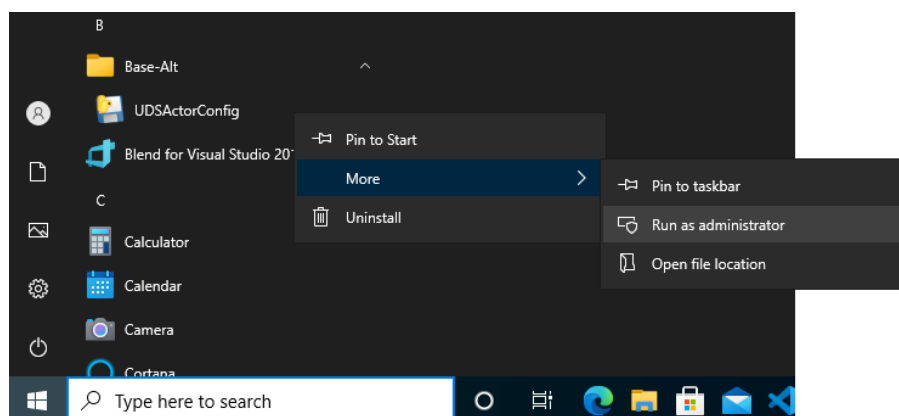 B
Base-Alt
UDSActorConfig
Pin to Start
Blend for Visual Studio 20
More
Pin to taskbar
C
Uninstall
Run as administrator
Calculator
Open file location
Calendar
Camera
Cortana
Type here to search